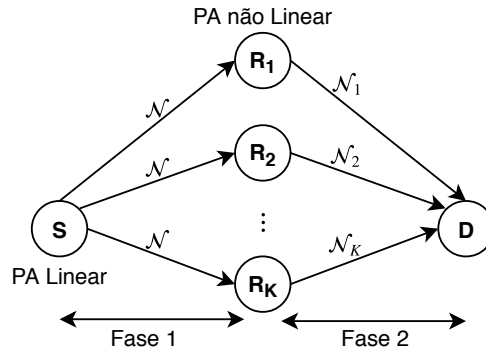 PA não Linear
R1
𝒩
𝒩1
R2
𝒩
𝒩2
S
⋮
D
PA Linear
𝒩
𝒩K
RK
Fase 1
Fase 2